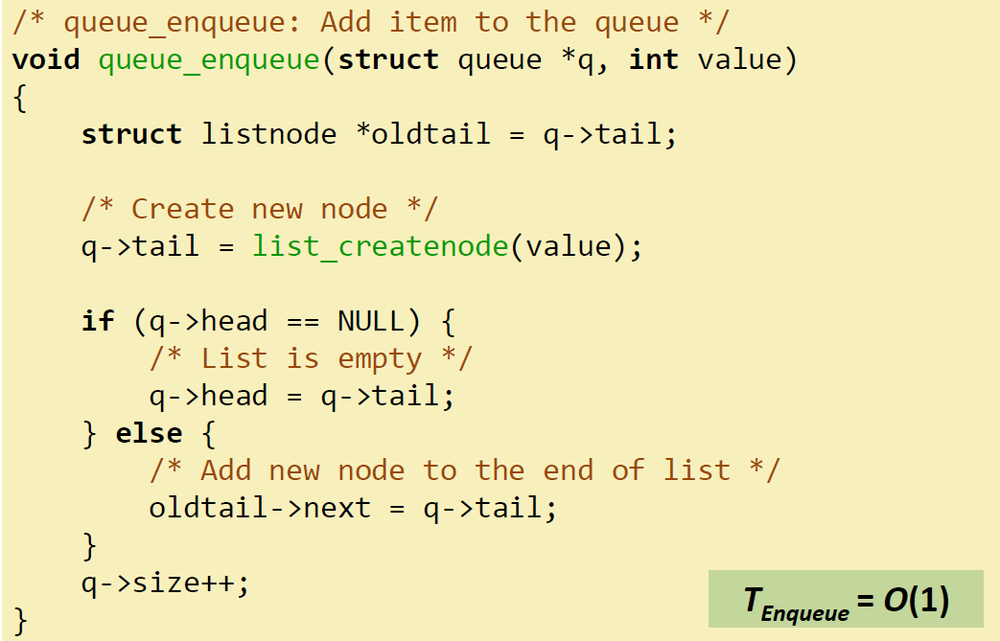 /* queue_enqueue: Add item to the queue */
void queue_enqueue(struct queue *q, int value)
{
    struct listnode *oldtail = q->tail;

    /* Create new node */
    q->tail = list_createnode(value);

    if (q->head == NULL) {
        /* List is empty */
        q->head = q->tail;
    } else {
        /* Add new node to the end of list */
        oldtail->next = q->tail;
    }
    q->size++;
}
T_Enqueue = O(1)